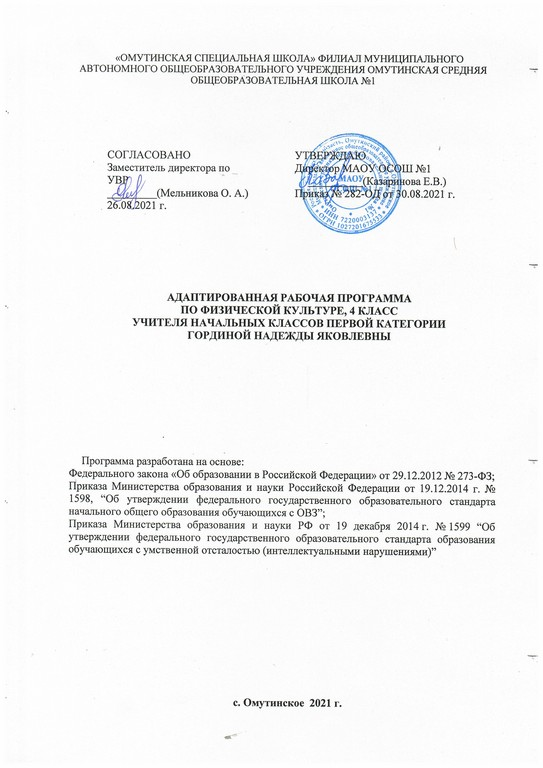 «ОМУТИНСКАЯ СПЕЦИАЛЬНАЯ ШКОЛА» ФИЛИАЛ МУНИЦИПАЛЬНОГО
АВТОНОМНОГО ОБЩЕОБРАЗОВАТЕЛЬНОГО УЧРЕЖДЕНИЯ ОМУТИНСКАЯ СРЕДНЯЯ
ОБЩЕОБРАЗОВАТЕЛЬНАЯ ШКОЛА №1
СОГЛАСОВАНО
Заместитель директора по
УВР
(Мельникова О. А.)
26.08.2021 г.
УТВЕРЖДАЮ
Директор МАОУ ОСОШ №1
(Казаринова Е.В.)
Приказ № 282-ОД от 30.08.2021 г.
МАОУ
ИНН 7220003137
ОГРН 1027201675533
АДАПТИРОВАННАЯ РАБОЧАЯ ПРОГРАММА
ПО ФИЗИЧЕСКОЙ КУЛЬТУРЕ, 4 КЛАСС
УЧИТЕЛЯ НАЧАЛЬНЫХ КЛАССОВ ПЕРВОЙ КАТЕГОРИИ
ГОРДИНОЙ НАДЕЖДЫ ЯКОВЛЕВНЫ
Программа разработана на основе:
Федерального закона «Об образовании в Российской Федерации» от 29.12.2012 № 273-ФЗ;
Приказа Министерства образования и науки Российской Федерации от 19.12.2014 г. №
1598, “Об утверждении федерального государственного образовательного стандарта
начального общего образования обучающихся с ОВЗ”;
Приказа Министерства образования и науки РФ от 19 декабря 2014 г. № 1599 “Об
утверждении федерального государственного образовательного стандарта образования
обучающихся с умственной отсталостью (интеллектуальными нарушениями)”
с. Омутинское 2021 г.